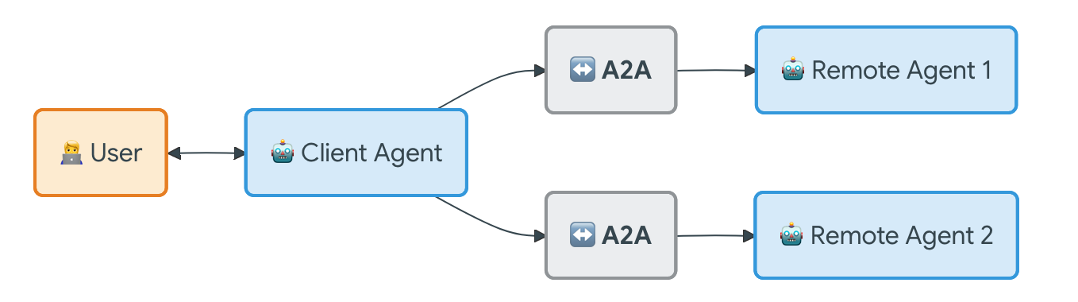 A2A
Remote Agent 1
User
Client Agent
A2A
Remote Agent 2